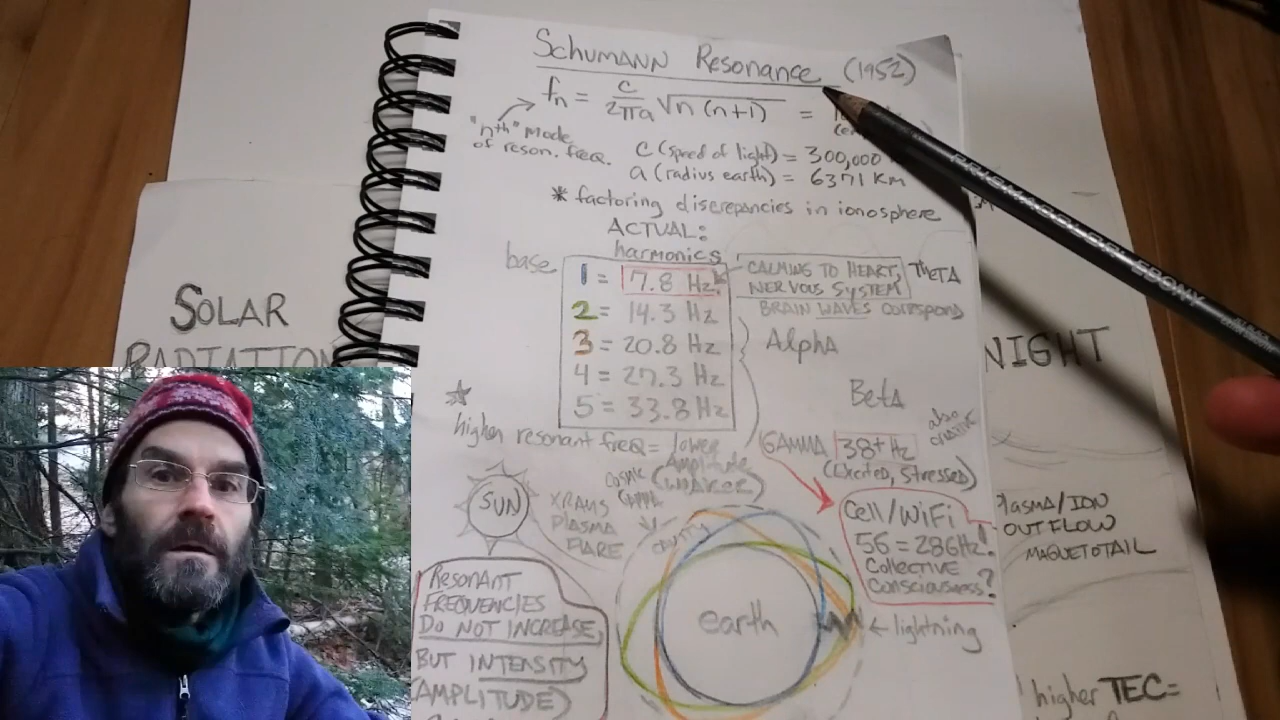 SCHUMANN RESONANCE (1952)
fn = c/2πa √n(n+1) =
"nth" mode
of reson. freq.
c (speed of light) = 300,000
a (radius earth) = 6371 KM
* factoring discrepancies in ionosphere
ACTUAL:
harmonics
base
1 = 7.8 Hz
2 = 14.3 Hz
3 = 20.8 Hz
4 = 27.3 Hz
5 = 33.8 Hz
CALMING TO HEART,
NERVOUS SYSTEM
THETA
BRAIN WAVES CORRESPOND
Alpha
Beta
also
GAMMA 38+ Hz
(Excited, Stressed)
higher resonant freq = lower
Amplitude
(weaker)
SUN
XRAYS
PLASMA
FLARE
COSMIC
CAVITY
Cell/WiFi
Collective
Consciousness?
RESONANT
FREQUENCIES
DO NOT INCREASE,
BUT INTENSITY
(AMPLITUDE)
earth
← lightning
SOLAR
RADIATION
NIGHT
PLASMA/ION
OUTFLOW
MAGNETOTAIL
higher TEC=
PRISMACOLOR EBONY